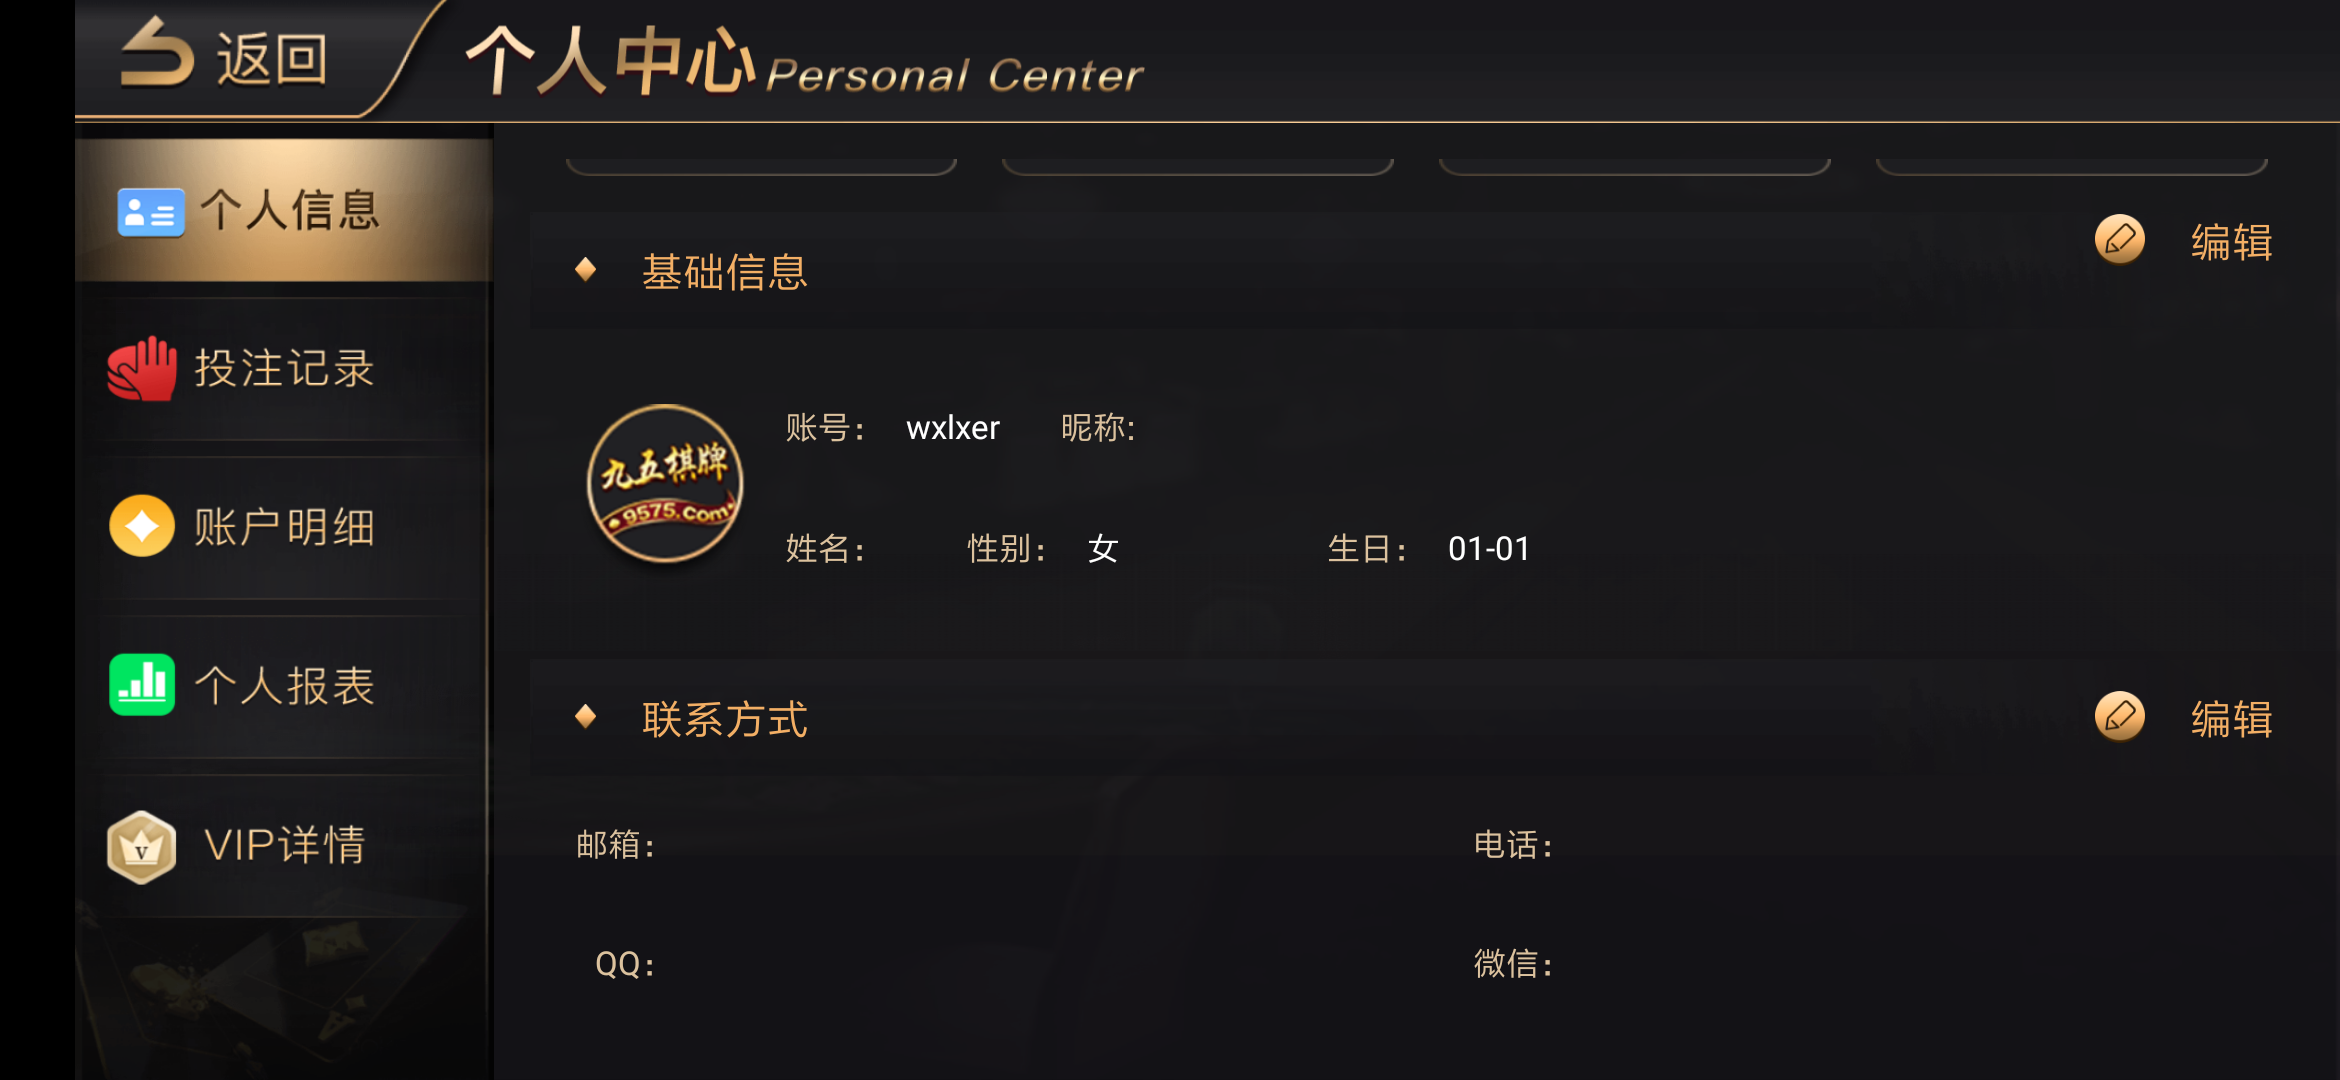 返回
个人中心 Personal Center
个人信息
投注记录
账户明细
个人报表
VIP详情
基础信息
编辑
九五棋牌
9575.com
账号： wxlxer 昵称:
姓名： 性别： 女 生日： 01-01
联系方式
编辑
邮箱： 电话：
QQ： 微信：